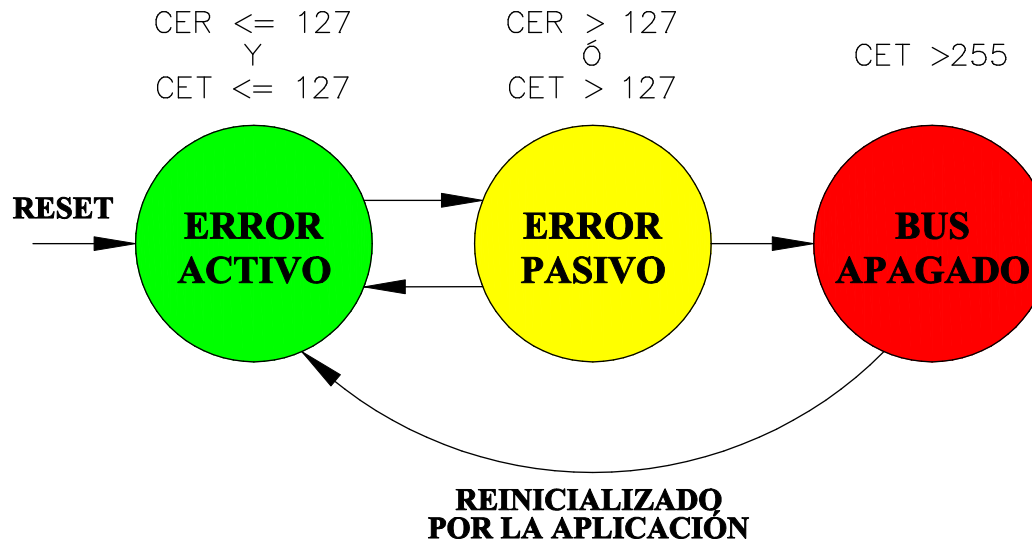 CER <= 127
Y
CET <= 127
CER > 127
Ó
CET > 127
CET >255
RESET
ERROR
ACTIVO
ERROR
PASIVO
BUS
APAGADO
REINICIALIZADO
POR LA APLICACIÓN